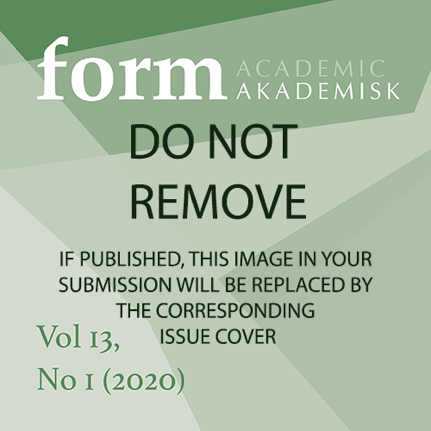 form ACADEMIC
AKADEMISK
DO NOT
REMOVE
IF PUBLISHED, THIS IMAGE IN YOUR
SUBMISSION WILL BE REPLACED BY
THE CORRESPONDING
ISSUE COVER
Vol 13,
No 1 (2020)